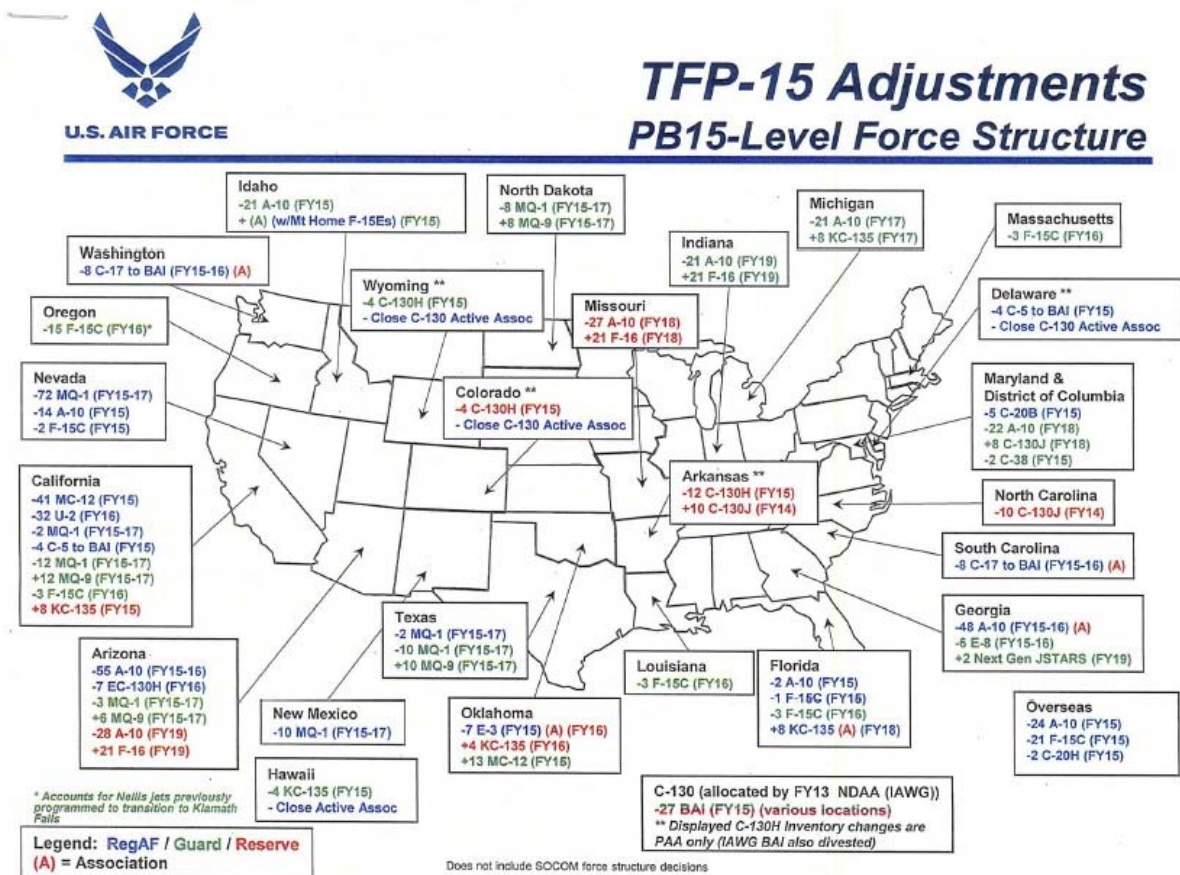 U.S. AIR FORCE
TFP-15 Adjustments
PB15-Level Force Structure
Idaho
-21 A-10 (FY15)
+ (A) (w/Mt Home F-15Es) (FY15)
North Dakota
-8 MQ-1 (FY15-17)
+8 MQ-9 (FY15-17)
Michigan
-21 A-10 (FY17)
+8 KC-135 (FY17)
Massachusetts
-3 F-15C (FY16)
Washington
-8 C-17 to BAI (FY15-16) (A)
Wyoming **
-4 C-130H (FY15)
- Close C-130 Active Assoc
Indiana
-21 A-10 (FY19)
+21 F-16 (FY19)
Missouri
-27 A-10 (FY18)
+21 F-16 (FY18)
Delaware **
-4 C-5 to BAI (FY15)
- Close C-130 Active Assoc
Oregon
-15 F-15C (FY16)*
Nevada
-72 MQ-1 (FY15-17)
-14 A-10 (FY15)
-2 F-15C (FY15)
Colorado **
-4 C-130H (FY15)
- Close C-130 Active Assoc
Maryland &
District of Columbia
-5 C-20B (FY15)
-22 A-10 (FY18)
+8 C-130J (FY18)
-2 C-38 (FY15)
California
-41 MC-12 (FY15)
-32 U-2 (FY16)
-2 MQ-1 (FY15-17)
-4 C-5 to BAI (FY15)
-12 MQ-1 (FY15-17)
+12 MQ-9 (FY15-17)
-3 F-15C (FY16)
+8 KC-135 (FY15)
Arkansas **
-12 C-130H (FY15)
+10 C-130J (FY14)
North Carolina
-10 C-130J (FY14)
South Carolina
-8 C-17 to BAI (FY15-16) (A)
Georgia
-48 A-10 (FY15-16) (A)
-6 E-8 (FY15-16)
+2 Next Gen JSTARS (FY19)
Arizona
-55 A-10 (FY15-16)
-7 EC-130H (FY16)
-3 MQ-1 (FY15-17)
+6 MQ-9 (FY15-17)
-28 A-10 (FY19)
+21 F-16 (FY19)
Texas
-2 MQ-1 (FY15-17)
-10 MQ-1 (FY15-17)
+10 MQ-9 (FY15-17)
Louisiana
-3 F-15C (FY16)
Florida
-2 A-10 (FY15)
-1 F-15C (FY15)
-3 F-15C (FY16)
+8 KC-135 (A) (FY18)
New Mexico
-10 MQ-1 (FY15-17)
Oklahoma
-7 E-3 (FY15) (A) (FY16)
+4 KC-135 (FY16)
+13 MC-12 (FY15)
Overseas
-24 A-10 (FY15)
-21 F-15C (FY15)
-2 C-20H (FY15)
Hawaii
-4 KC-135 (FY15)
- Close Active Assoc
* Accounts for Nellis jets previously
programmed to transition to Klamath
Falls
C-130 (allocated by FY13 NDAA (IAWG))
-27 BAI (FY15) (various locations)
** Displayed C-130H Inventory changes are
PAA only (IAWG BAI also divested)
Legend: RegAF / Guard / Reserve
(A) = Association
Does not include SOCOM force structure decisions